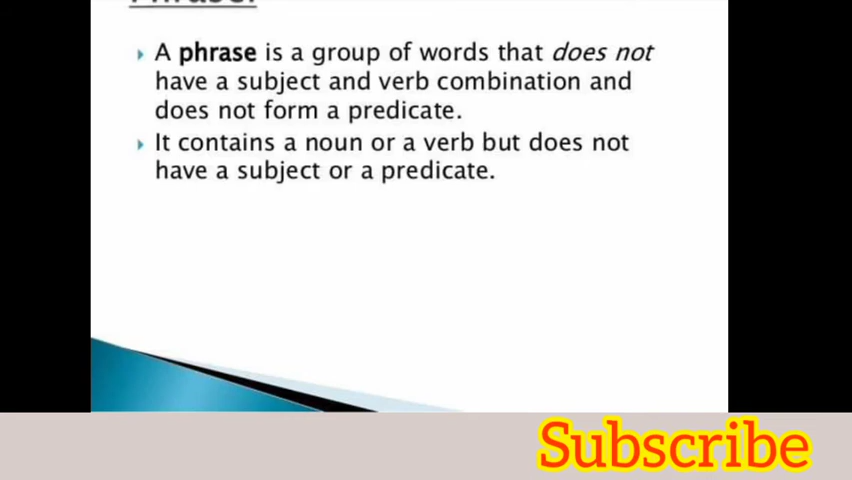 Phrase:
A phrase is a group of words that does not
have a subject and verb combination and
does not form a predicate.
It contains a noun or a verb but does not
have a subject or a predicate.
Subscribe